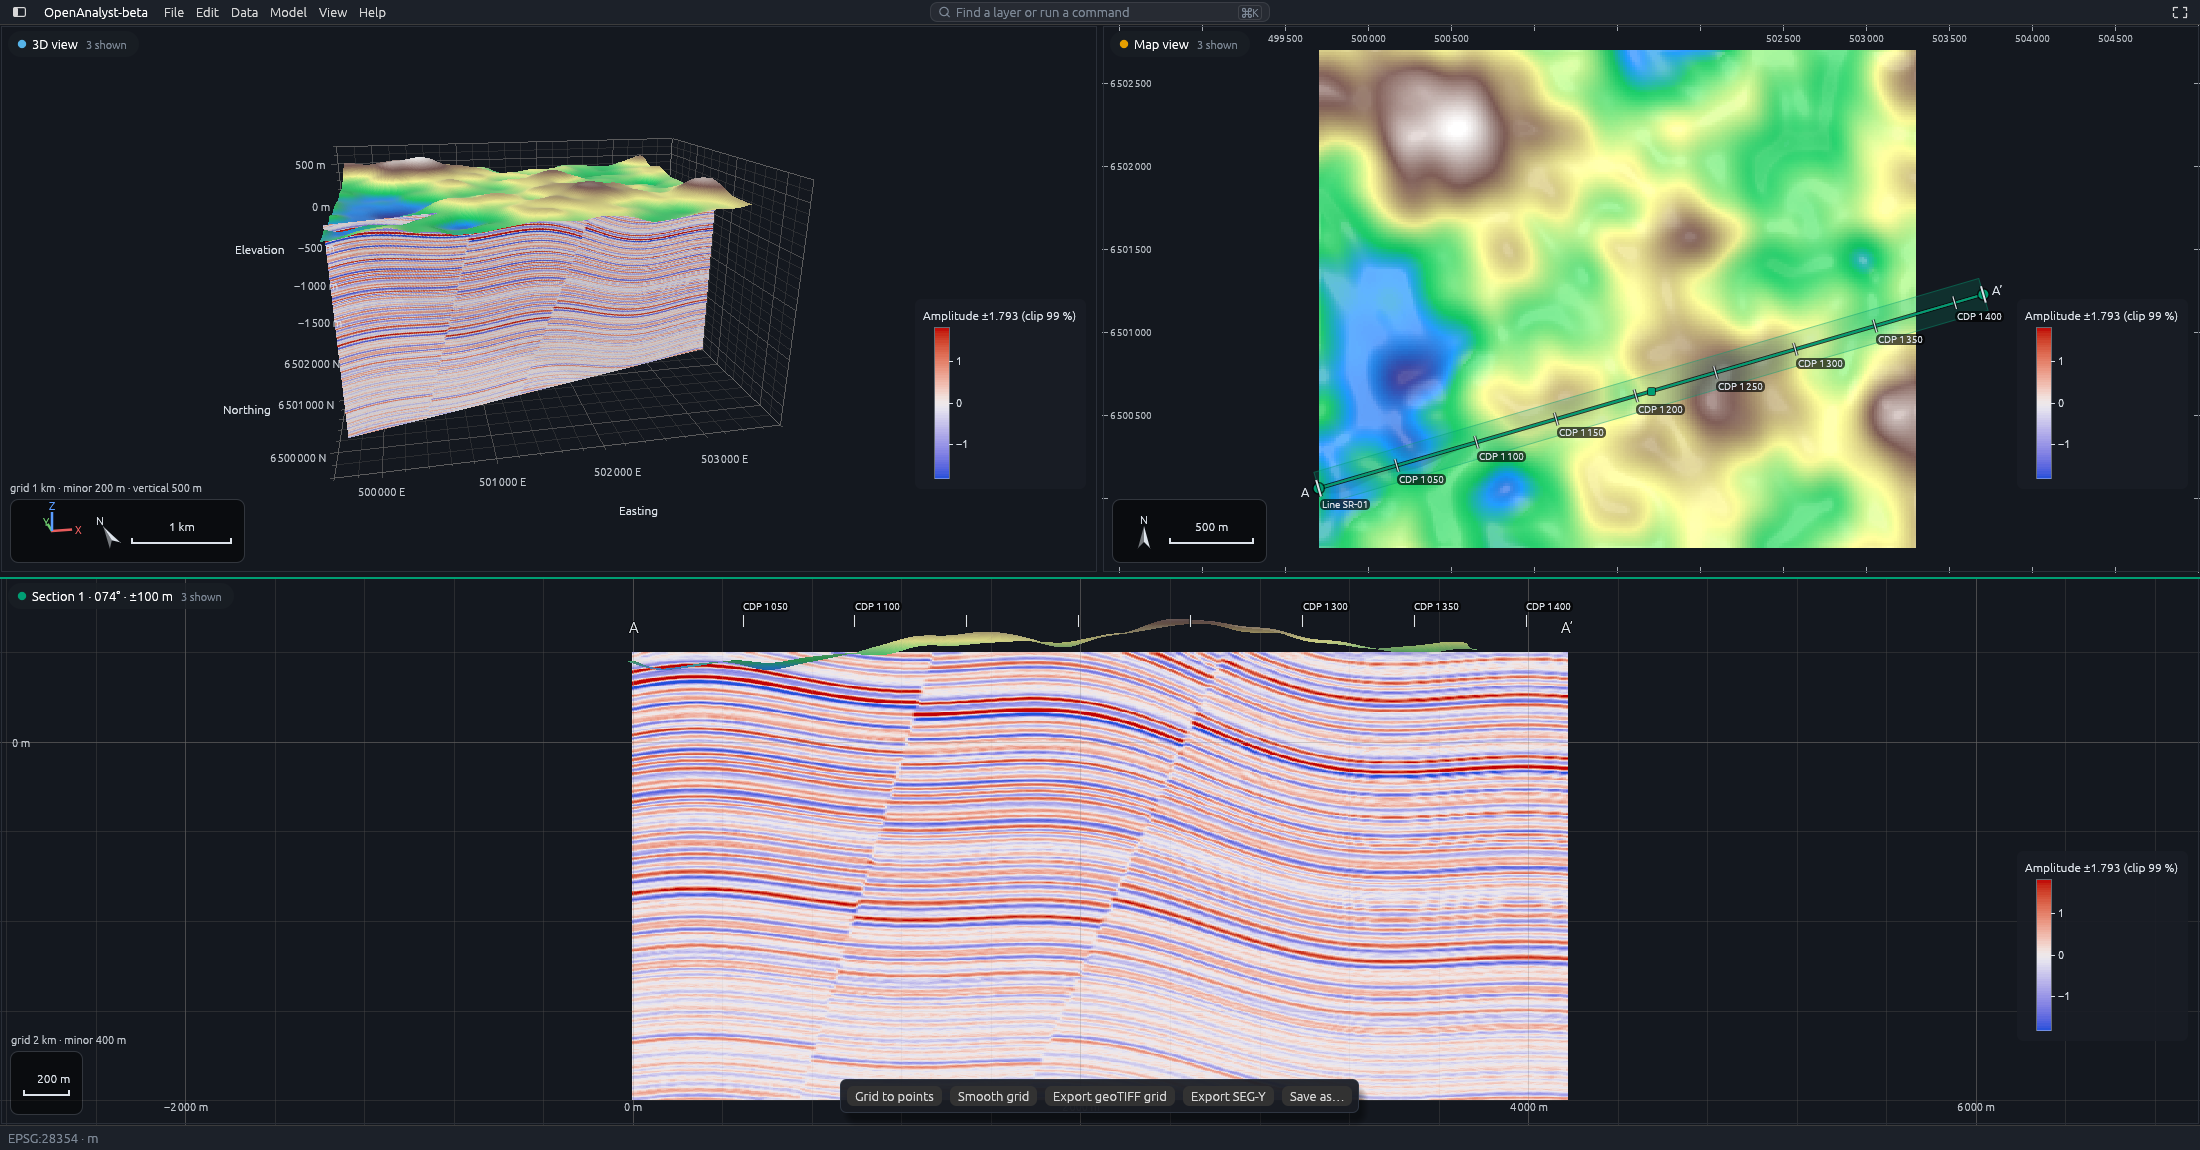 OpenAnalyst-beta File Edit Data Model View Help
Find a layer or run a command ⌘K
3D view 3 shown
500 m
0 m
−500 m
−1 000 m
−1 500 m
Elevation
6 502 000 N
6 501 000 N
6 500 000 N
Northing
500 000 E
501 000 E
502 000 E
503 000 E
Easting
Amplitude ±1.793 (clip 99 %)
1
0
−1
grid 1 km · minor 200 m · vertical 500 m
Z
Y
X
N
1 km
Map view 3 shown
499 500
500 000
500 500
502 500
503 000
503 500
504 000
504 500
6 502 500
6 502 000
6 501 500
6 501 000
6 500 500
A
A′
Line SR-01
CDP 1 050
CDP 1 100
CDP 1 150
CDP 1 200
CDP 1 250
CDP 1 300
CDP 1 350
CDP 1 400
Amplitude ±1.793 (clip 99 %)
1
0
−1
N
500 m
Section 1 · 074° · ±100 m 3 shown
CDP 1 050
CDP 1 100
CDP 1 300
CDP 1 350
CDP 1 400
A
A′
0 m
Amplitude ±1.793 (clip 99 %)
1
0
−1
grid 2 km · minor 400 m
200 m
−2 000 m
0 m
4 000 m
6 000 m
Grid to points
Smooth grid
Export geoTIFF grid
Export SEG-Y
Save as…
EPSG:28354 · m